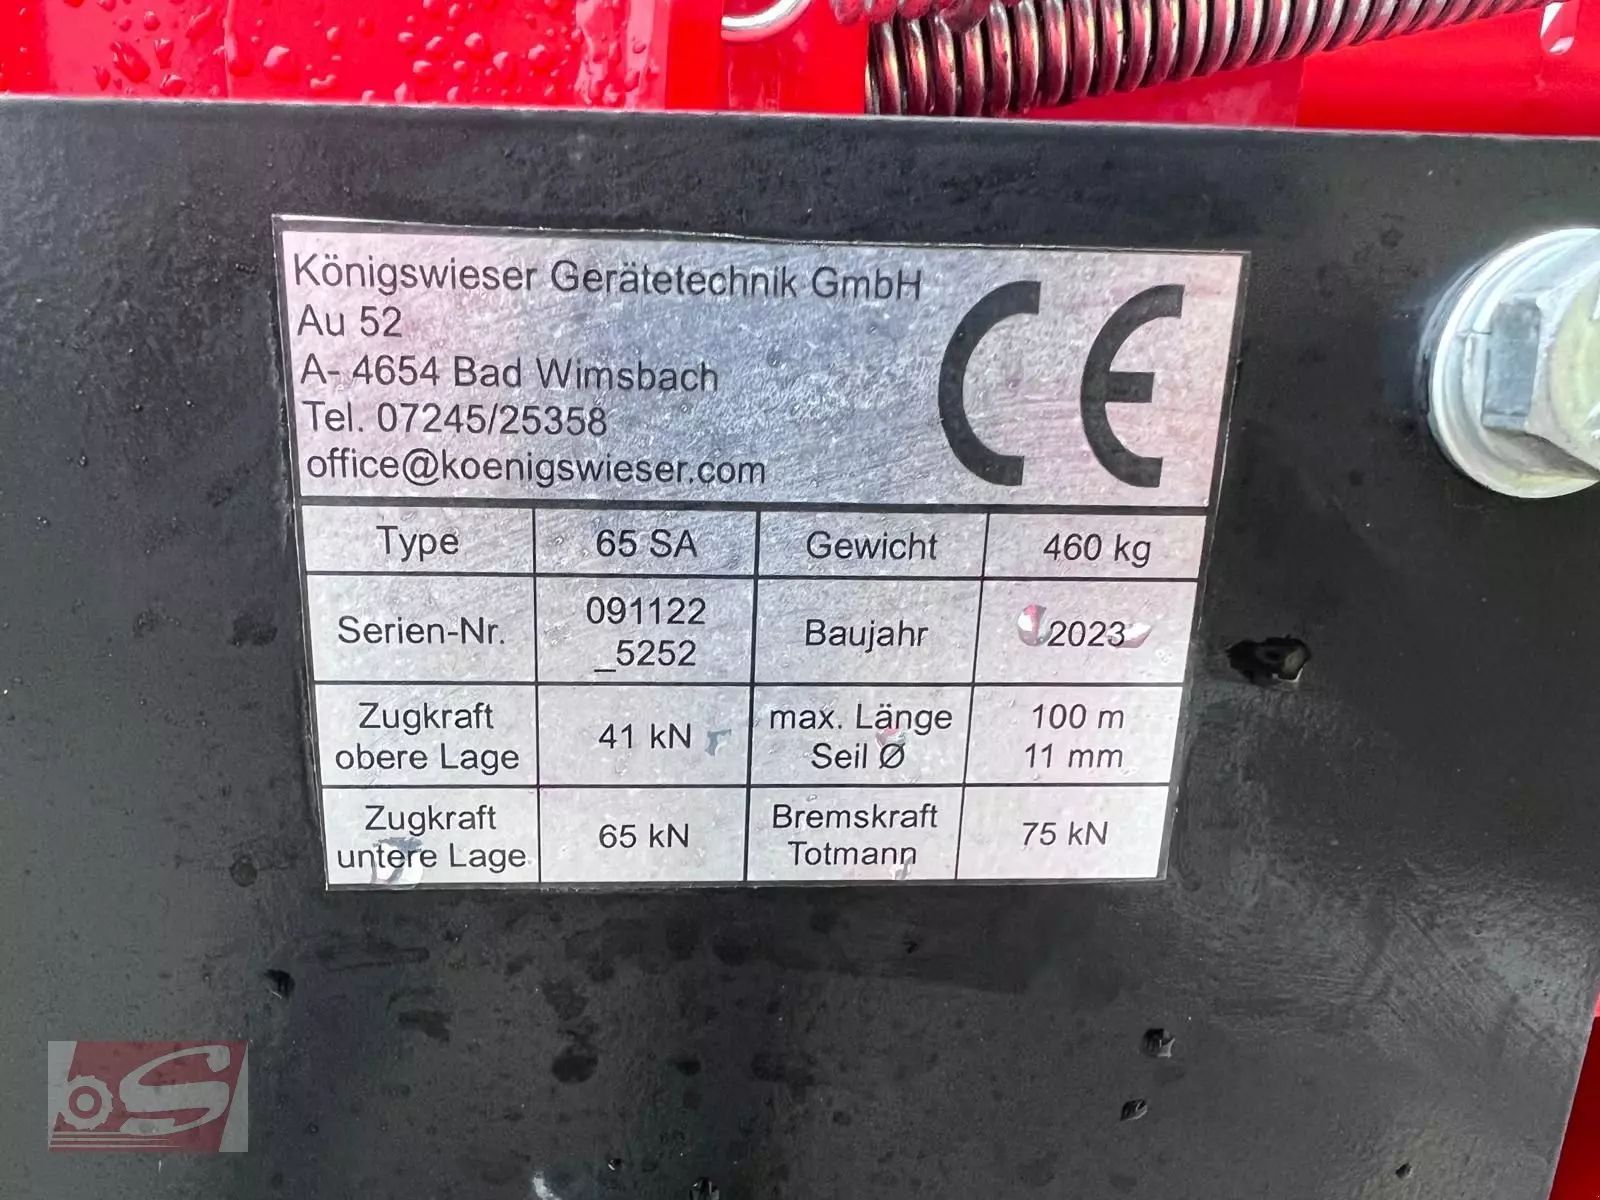 Königswieser Gerätetechnik GmbH
Au 52
A- 4654 Bad Wimsbach
Tel. 07245/25358
office@koenigswieser.com
CE
Type 65 SA Gewicht 460 kg
Serien-Nr. 091122
_5252 Baujahr 2023
Zugkraft
obere Lage 41 kN max. Länge
Seil Ø 100 m
11 mm
Zugkraft
untere Lage 65 kN Bremskraft
Totmann 75 kN